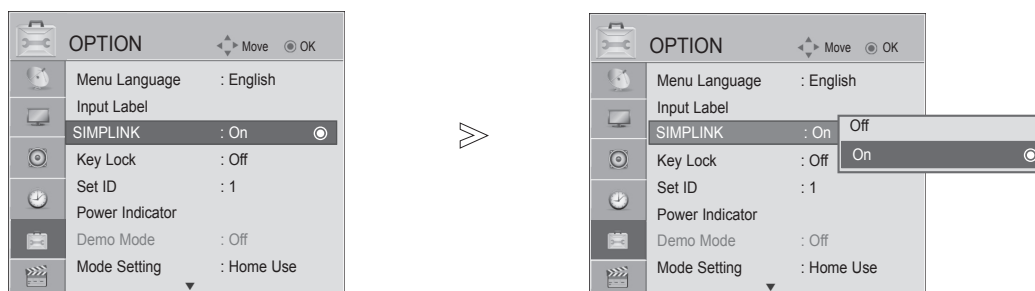 OPTION Move OK
Menu Language : English
Input Label
SIMPLINK : On
Key Lock : Off
Set ID : 1
Power Indicator
Demo Mode : Off
Mode Setting : Home Use
OPTION Move OK
Menu Language : English
Input Label
SIMPLINK : On
Key Lock : Off
Set ID : 1
Power Indicator
Demo Mode : Off
Mode Setting : Home Use
Off
On